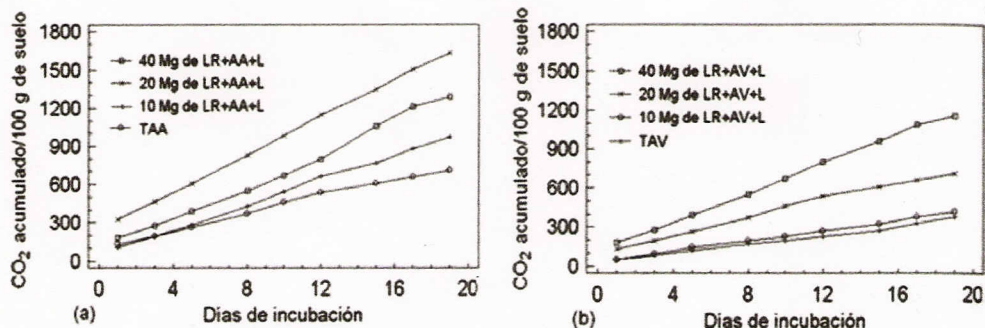 CO2 acumulado/100 g de suelo
1800
1500
1200
900
600
300
0
40 Mg de LR+AA+L
20 Mg de LR+AA+L
10 Mg de LR+AA+L
TAA
0 4 8 12 16 20
(a) Dias de incubación
CO2 acumulado/100 g de suelo
1800
1500
1200
900
600
300
0
40 Mg de LR+AV+L
20 Mg de LR+AV+L
10 Mg de LR+AV+L
TAV
0 4 8 12 16 20
(b) Dias de incubación